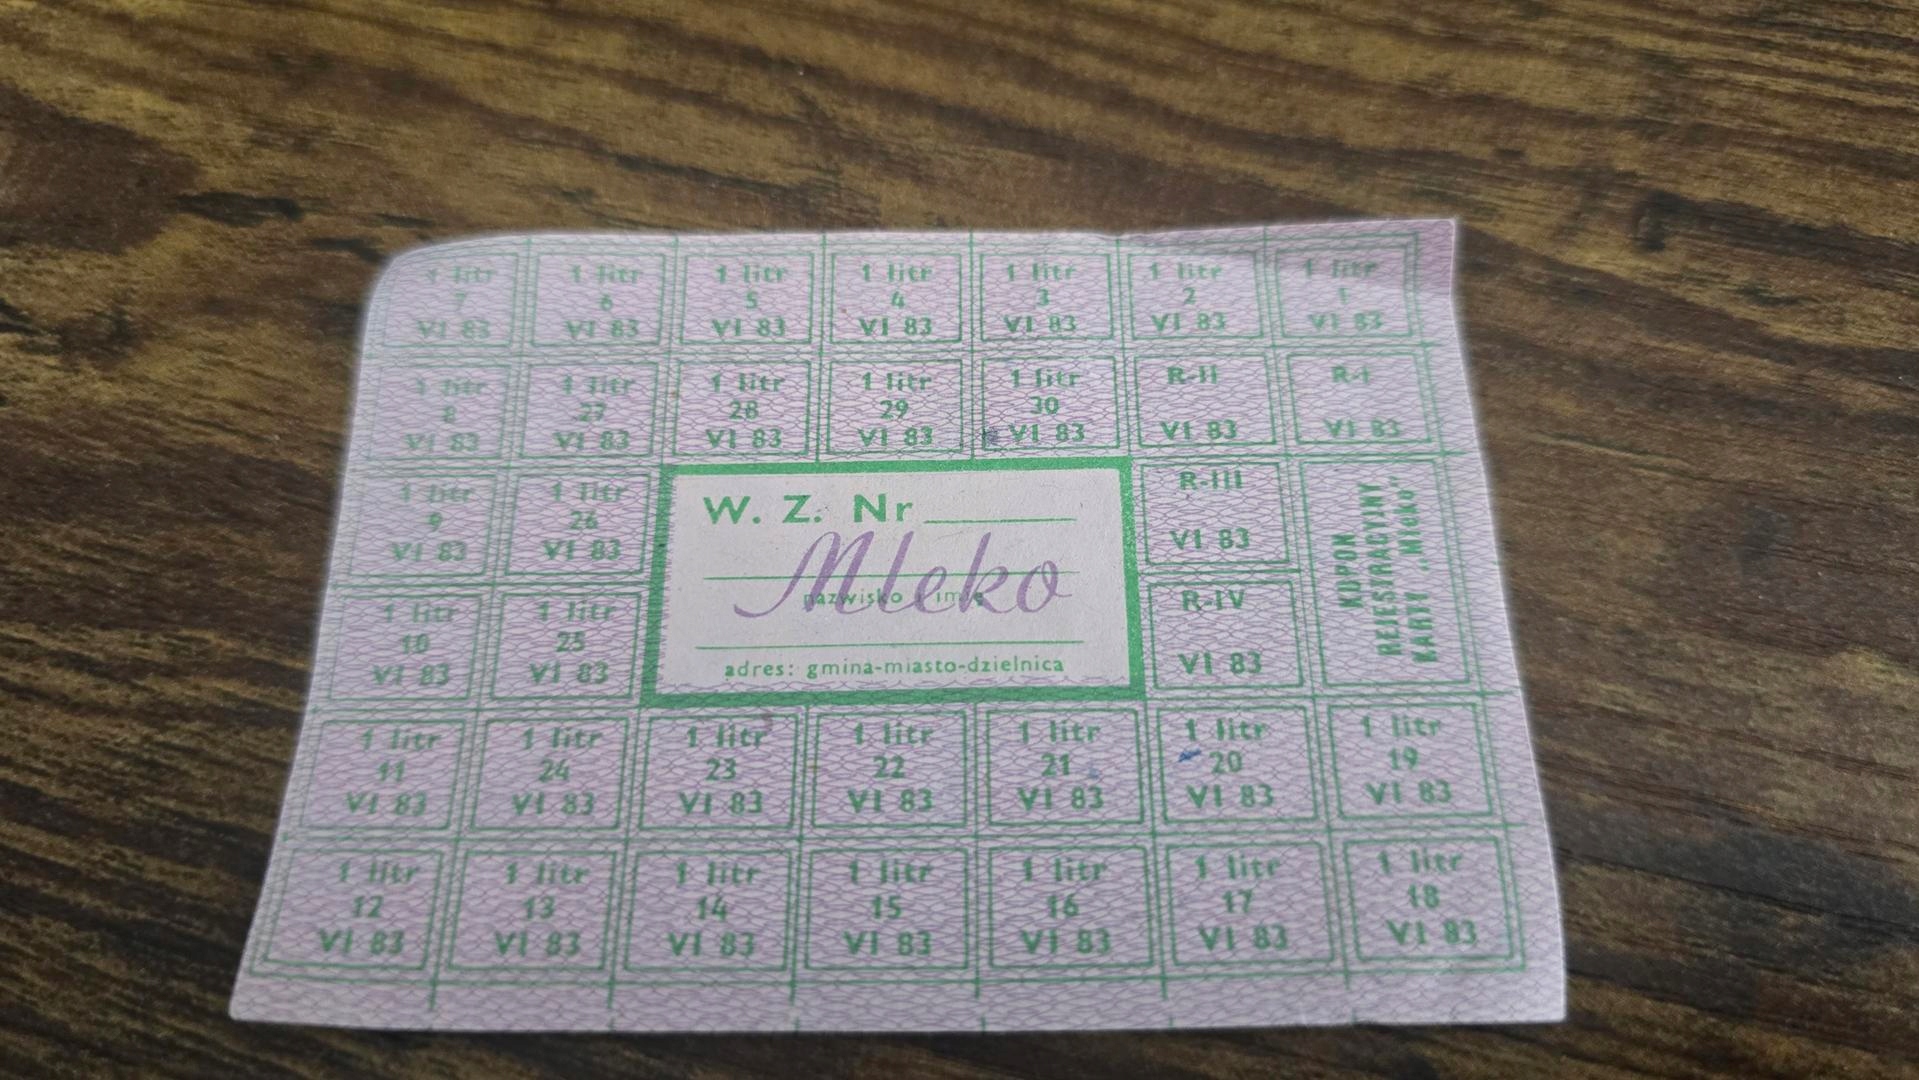 1 litr 1 litr 1 litr 1 litr 1 litr 1 litr 1 litr
7 6 5 4 3 2 1
VI 83 VI 83 VI 83 VI 83 VI 83 VI 83 VI 83
1 litr 1 litr 1 litr 1 litr 1 litr R-II R-I
8 27 28 29 30
VI 83 VI 83 VI 83 VI 83 VI 83 VI 83 VI 83
1 litr 1 litr
9 26
VI 83 VI 83
1 litr 1 litr
10 25
VI 83 VI 83
W. Z. Nr
Mleko
nazwisko i imię
adres: gmina-miasto-dzielnica
R-III
VI 83
R-IV
VI 83
KUPON
REJESTRACYJNY
KARTY „Mleko”
1 litr 1 litr 1 litr 1 litr 1 litr 1 litr 1 litr
11 24 23 22 21 20 19
VI 83 VI 83 VI 83 VI 83 VI 83 VI 83 VI 83
1 litr 1 litr 1 litr 1 litr 1 litr 1 litr 1 litr
12 13 14 15 16 17 18
VI 83 VI 83 VI 83 VI 83 VI 83 VI 83 VI 83